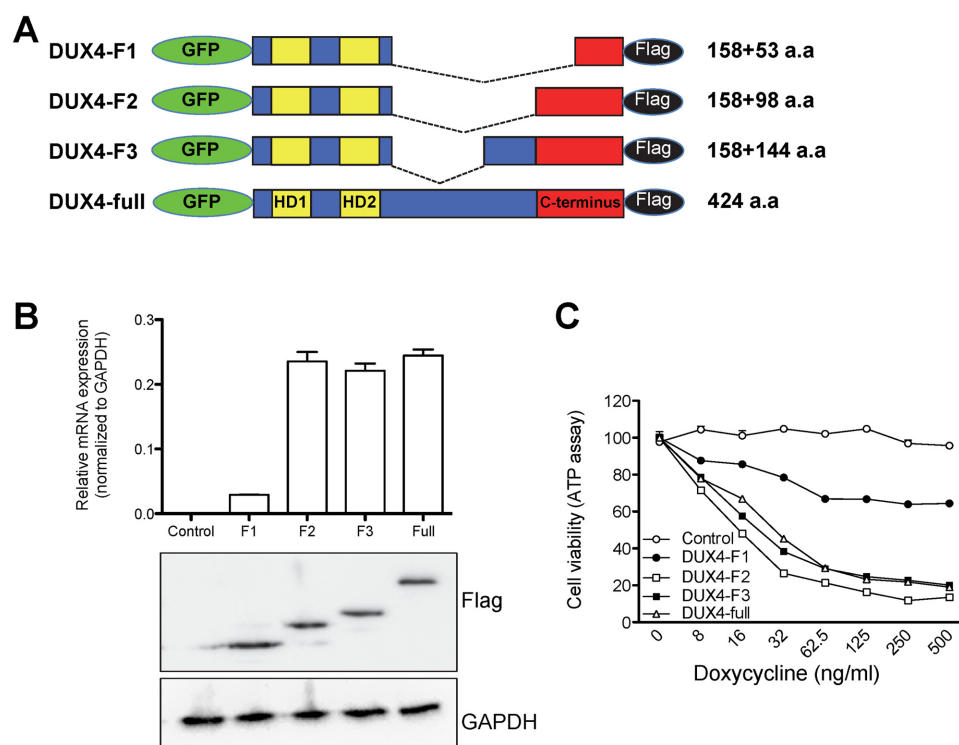 A
DUX4-F1 GFP Flag 158+53 a.a
DUX4-F2 GFP Flag 158+98 a.a
DUX4-F3 GFP Flag 158+144 a.a
DUX4-full GFP HD1 HD2 C-terminus Flag 424 a.a
B
Relative mRNA expression
(normalized to GAPDH)
0.3
0.2
0.1
0.0
Control F1 F2 F3 Full
Flag
GAPDH
C
Cell viability (ATP assay)
120
100
80
60
40
20
0
Control
DUX4-F1
DUX4-F2
DUX4-F3
DUX4-full
0 8 16 32 62.5 125 250 500
Doxycycline (ng/ml)